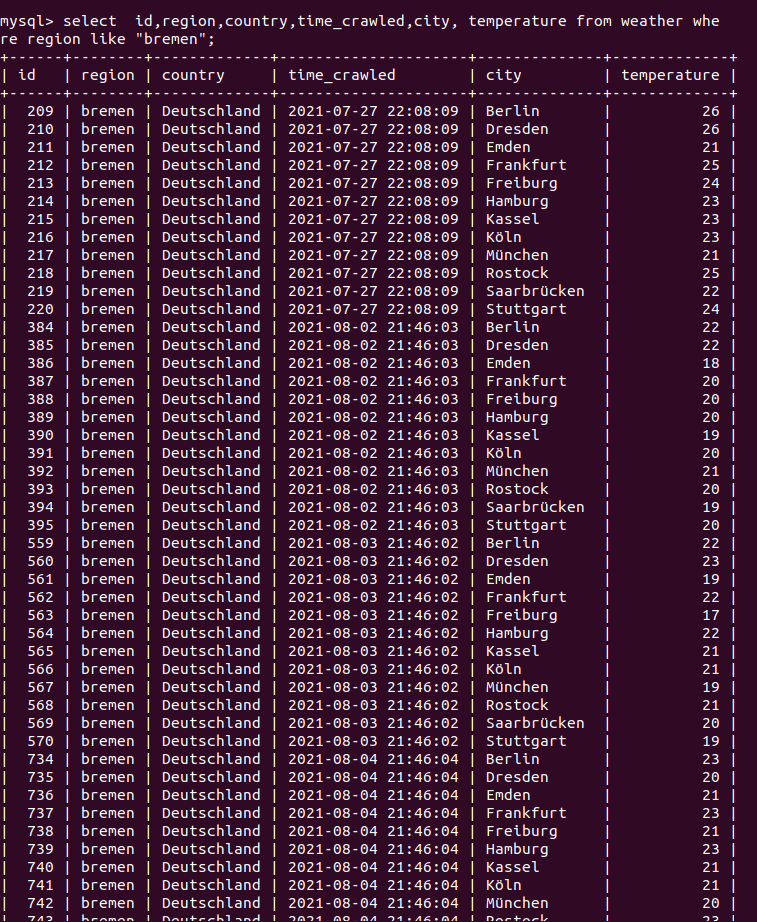 mysql> select  id,region,country,time_crawled,city, temperature from weather whe
re region like "bremen";
+------+--------+-------------+---------------------+--------------+-------------+
| id   | region | country     | time_crawled        | city         | temperature |
+------+--------+-------------+---------------------+--------------+-------------+
|  209 | bremen | Deutschland | 2021-07-27 22:08:09 | Berlin       |          26 |
|  210 | bremen | Deutschland | 2021-07-27 22:08:09 | Dresden      |          26 |
|  211 | bremen | Deutschland | 2021-07-27 22:08:09 | Emden        |          21 |
|  212 | bremen | Deutschland | 2021-07-27 22:08:09 | Frankfurt    |          25 |
|  213 | bremen | Deutschland | 2021-07-27 22:08:09 | Freiburg     |          24 |
|  214 | bremen | Deutschland | 2021-07-27 22:08:09 | Hamburg      |          23 |
|  215 | bremen | Deutschland | 2021-07-27 22:08:09 | Kassel       |          23 |
|  216 | bremen | Deutschland | 2021-07-27 22:08:09 | Köln         |          23 |
|  217 | bremen | Deutschland | 2021-07-27 22:08:09 | München      |          21 |
|  218 | bremen | Deutschland | 2021-07-27 22:08:09 | Rostock      |          25 |
|  219 | bremen | Deutschland | 2021-07-27 22:08:09 | Saarbrücken  |          22 |
|  220 | bremen | Deutschland | 2021-07-27 22:08:09 | Stuttgart    |          24 |
|  384 | bremen | Deutschland | 2021-08-02 21:46:03 | Berlin       |          22 |
|  385 | bremen | Deutschland | 2021-08-02 21:46:03 | Dresden      |          22 |
|  386 | bremen | Deutschland | 2021-08-02 21:46:03 | Emden        |          18 |
|  387 | bremen | Deutschland | 2021-08-02 21:46:03 | Frankfurt    |          20 |
|  388 | bremen | Deutschland | 2021-08-02 21:46:03 | Freiburg     |          20 |
|  389 | bremen | Deutschland | 2021-08-02 21:46:03 | Hamburg      |          20 |
|  390 | bremen | Deutschland | 2021-08-02 21:46:03 | Kassel       |          19 |
|  391 | bremen | Deutschland | 2021-08-02 21:46:03 | Köln         |          20 |
|  392 | bremen | Deutschland | 2021-08-02 21:46:03 | München      |          21 |
|  393 | bremen | Deutschland | 2021-08-02 21:46:03 | Rostock      |          20 |
|  394 | bremen | Deutschland | 2021-08-02 21:46:03 | Saarbrücken  |          19 |
|  395 | bremen | Deutschland | 2021-08-02 21:46:03 | Stuttgart    |          20 |
|  559 | bremen | Deutschland | 2021-08-03 21:46:02 | Berlin       |          22 |
|  560 | bremen | Deutschland | 2021-08-03 21:46:02 | Dresden      |          23 |
|  561 | bremen | Deutschland | 2021-08-03 21:46:02 | Emden        |          19 |
|  562 | bremen | Deutschland | 2021-08-03 21:46:02 | Frankfurt    |          22 |
|  563 | bremen | Deutschland | 2021-08-03 21:46:02 | Freiburg     |          17 |
|  564 | bremen | Deutschland | 2021-08-03 21:46:02 | Hamburg      |          22 |
|  565 | bremen | Deutschland | 2021-08-03 21:46:02 | Kassel       |          21 |
|  566 | bremen | Deutschland | 2021-08-03 21:46:02 | Köln         |          21 |
|  567 | bremen | Deutschland | 2021-08-03 21:46:02 | München      |          19 |
|  568 | bremen | Deutschland | 2021-08-03 21:46:02 | Rostock      |          21 |
|  569 | bremen | Deutschland | 2021-08-03 21:46:02 | Saarbrücken  |          20 |
|  570 | bremen | Deutschland | 2021-08-03 21:46:02 | Stuttgart    |          19 |
|  734 | bremen | Deutschland | 2021-08-04 21:46:04 | Berlin       |          23 |
|  735 | bremen | Deutschland | 2021-08-04 21:46:04 | Dresden      |          20 |
|  736 | bremen | Deutschland | 2021-08-04 21:46:04 | Emden        |          21 |
|  737 | bremen | Deutschland | 2021-08-04 21:46:04 | Frankfurt    |          23 |
|  738 | bremen | Deutschland | 2021-08-04 21:46:04 | Freiburg     |          21 |
|  739 | bremen | Deutschland | 2021-08-04 21:46:04 | Hamburg      |          23 |
|  740 | bremen | Deutschland | 2021-08-04 21:46:04 | Kassel       |          21 |
|  741 | bremen | Deutschland | 2021-08-04 21:46:04 | Köln         |          21 |
|  742 | bremen | Deutschland | 2021-08-04 21:46:04 | München      |          20 |
|  743 | bremen | Deutschland | 2021-08-04 21:46:04 | Rostock      |          23 |